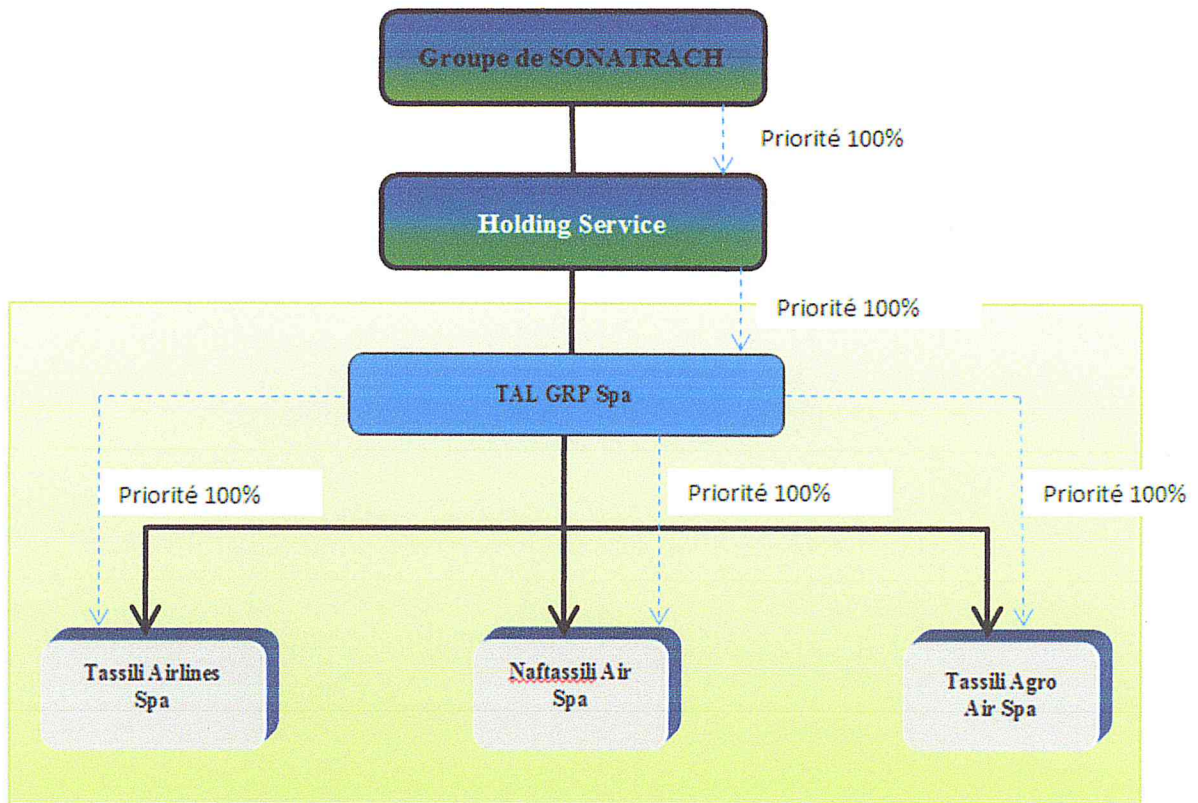 Groupe de SONATRACH
Priorité 100%
Holding Service
Priorité 100%
TAL GRP Spa
Priorité 100%
Priorité 100%
Priorité 100%
Tassili Airlines
Spa
Naftassili Air
Spa
Tassili Agro
Air Spa